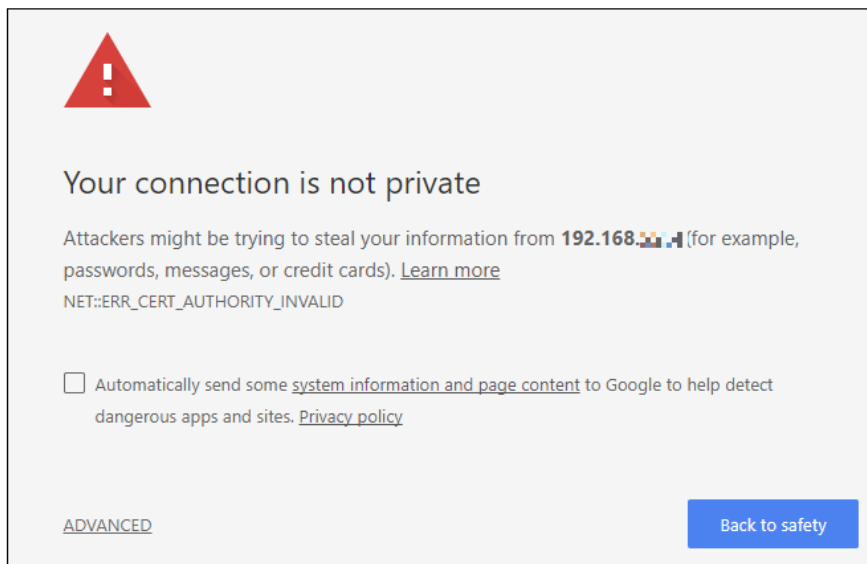 Your connection is not private
Attackers might be trying to steal your information from 192.168. (for example,
passwords, messages, or credit cards). Learn more
NET::ERR_CERT_AUTHORITY_INVALID
Automatically send some system information and page content to Google to help detect
dangerous apps and sites. Privacy policy
ADVANCED
Back to safety